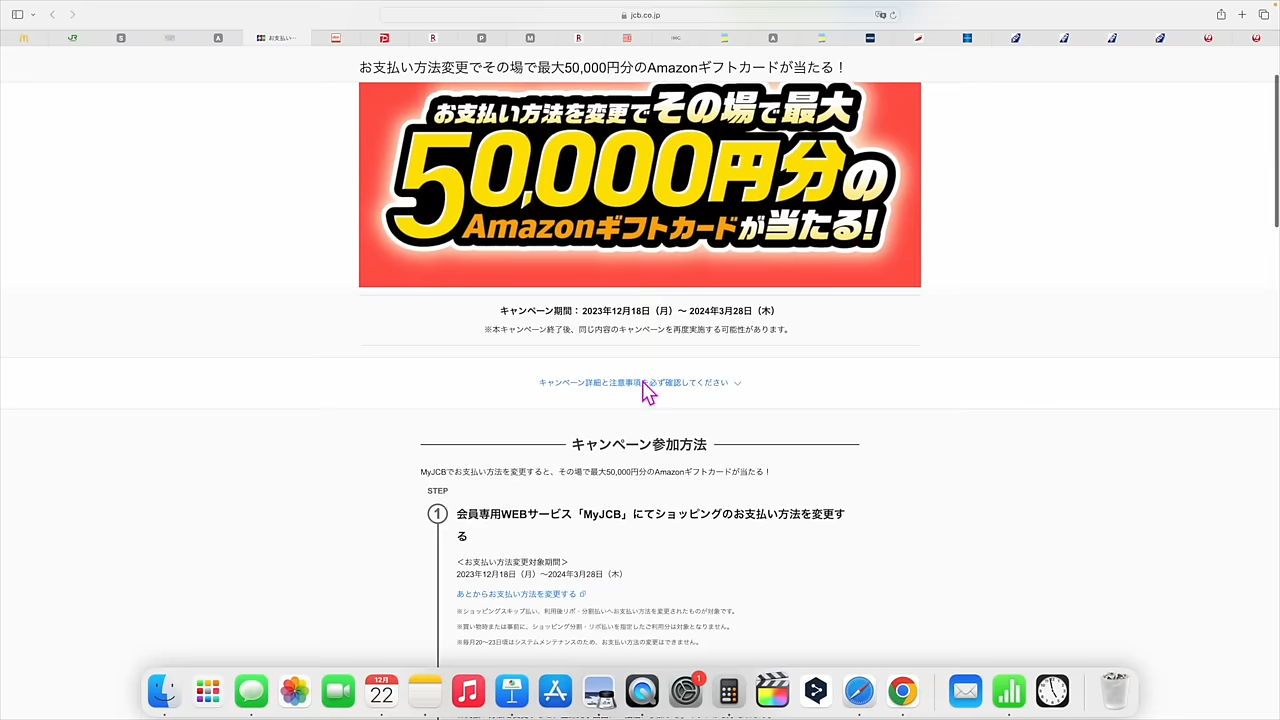 jcb.co.jp
お支払い…
お支払い方法変更でその場で最大50,000円分のAmazonギフトカードが当たる！
お支払い方法を変更でその場で最大
50,000円分の
Amazonギフトカードが当たる!
キャンペーン期間： 2023年12月18日（月）〜 2024年3月28日（木）
※本キャンペーン終了後、同じ内容のキャンペーンを再度実施する可能性があります。
キャンペーン詳細と注意事項を必ず確認してください
キャンペーン参加方法
MyJCBでお支払い方法を変更すると、その場で最大50,000円分のAmazonギフトカードが当たる！
STEP
1
会員専用WEBサービス「MyJCB」にてショッピングのお支払い方法を変更す
る
＜お支払い方法変更対象期間＞
2023年12月18日（月）〜2024年3月28日（木）
あとからお支払い方法を変更する
※ショッピングスキップ払い、利用後リボ・分割払いへお支払い方法を変更されたものが対象です。
※買い物時または事前に、ショッピング分割・リボ払いを指定したご利用分は対象となりません。
※毎月20〜23日頃はシステムメンテナンスのため、お支払い方法の変更はできません。
12月
22
1